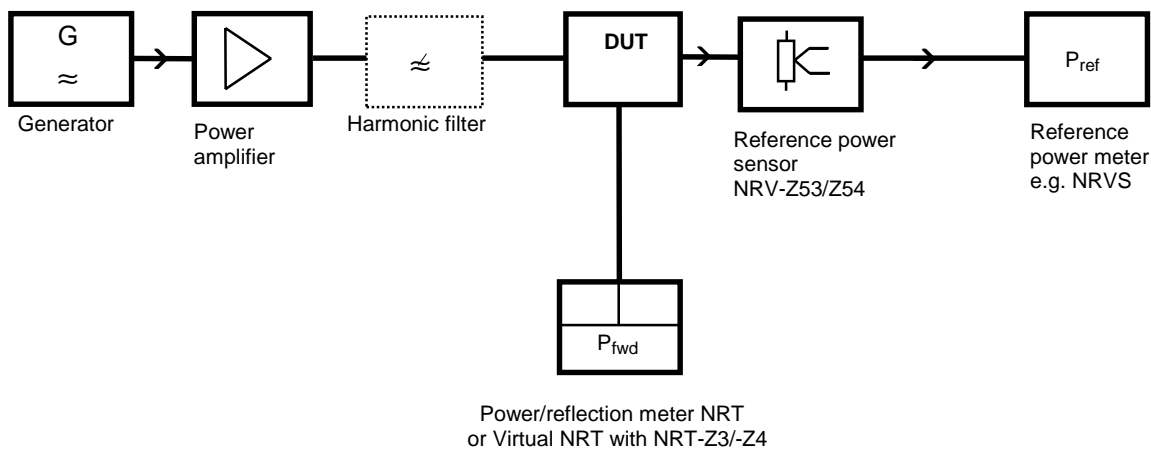 G
≈
Generator
Power
amplifier
Harmonic filter
DUT
Reference power
sensor
NRV-Z53/Z54
Pref
Reference
power meter
e.g. NRVS
Pfwd
Power/reflection meter NRT
or Virtual NRT with NRT-Z3/-Z4